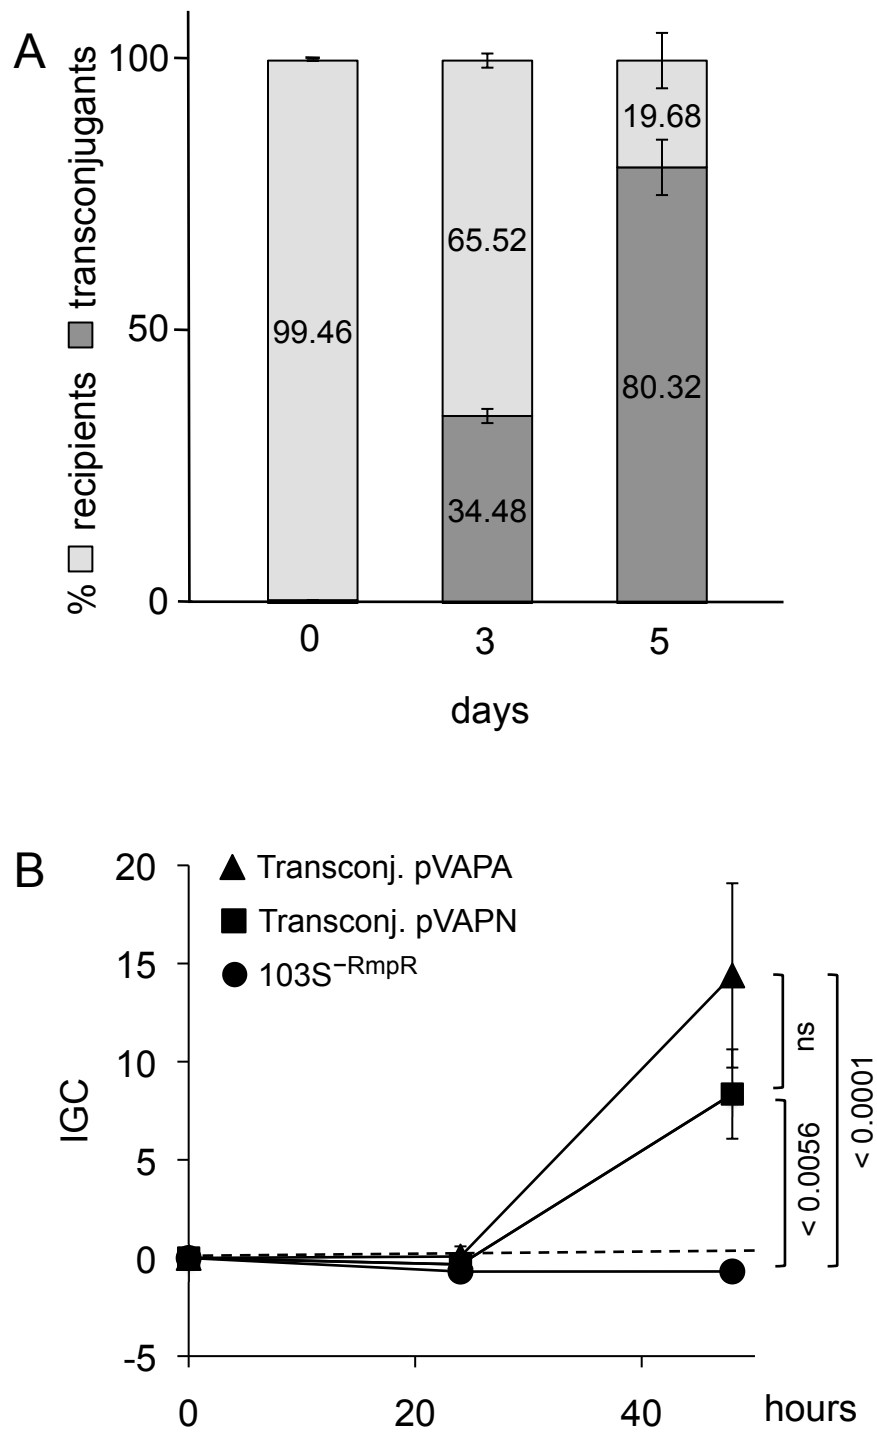 A
% recipients transconjugants
100
50
0
99.46
65.52
34.48
19.68
80.32
0 3 5
days
B
IGC
20
15
10
5
0
-5
Transconj. pVAPA
Transconj. pVAPN
103S−RmpR
ns
< 0.0056
< 0.0001
0 20 40 hours